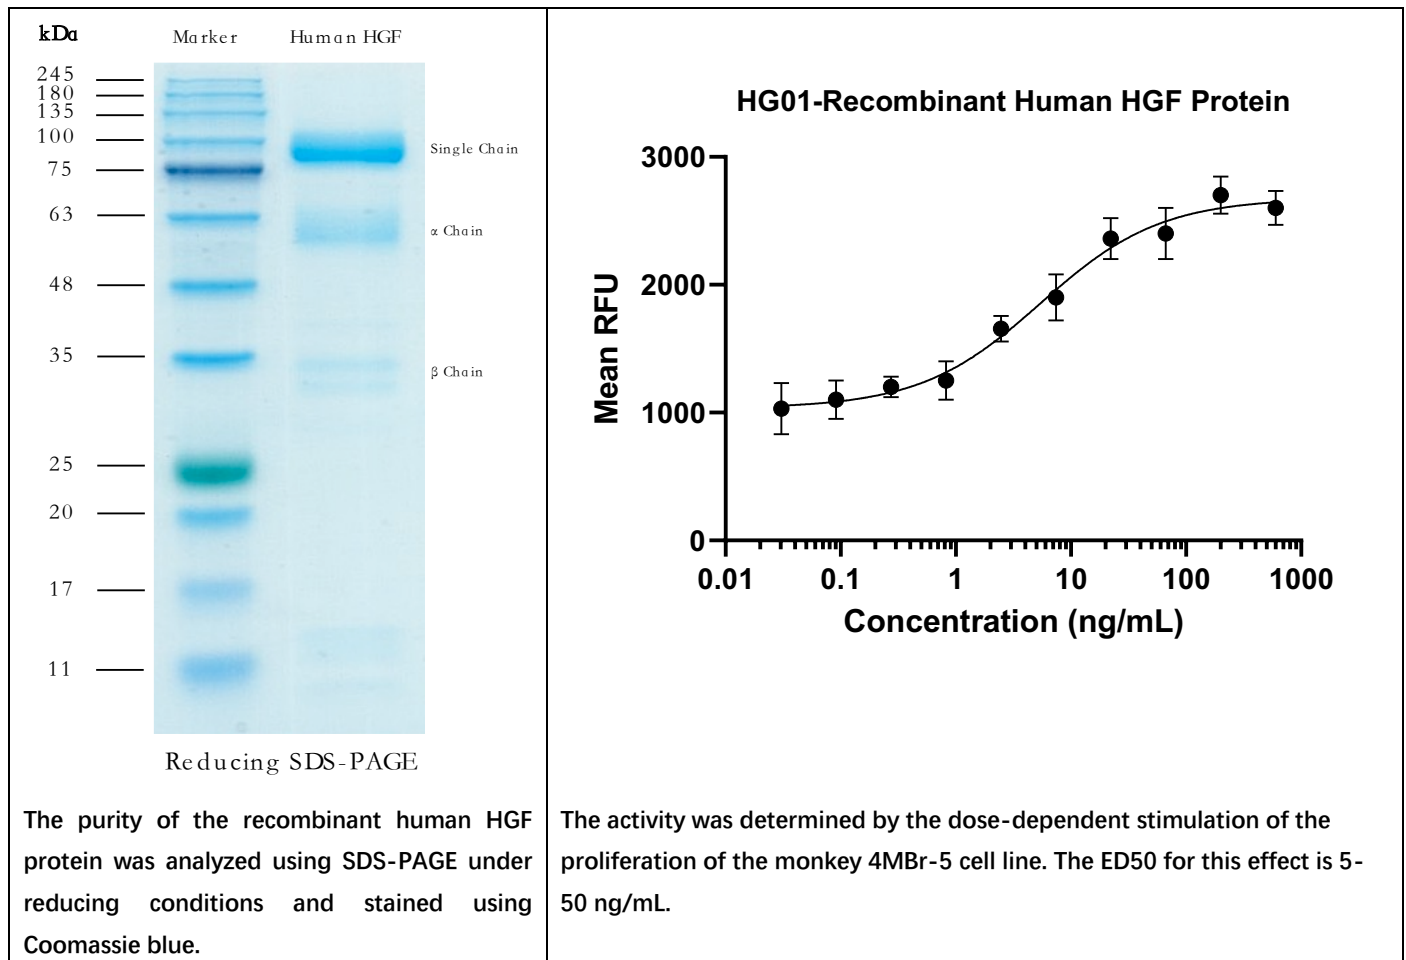 kDa
Marker
Human HGF
245
180
135
100
75
63
48
35
25
20
17
11
Single Chain
α Chain
β Chain
Reducing SDS-PAGE
The purity of the recombinant human HGF
protein was analyzed using SDS-PAGE under
reducing conditions and stained using
Coomassie blue.
HG01-Recombinant Human HGF Protein
Mean RFU
3000
2000
1000
0
0.01 0.1 1 10 100 1000
Concentration (ng/mL)
The activity was determined by the dose-dependent stimulation of the
proliferation of the monkey 4MBr-5 cell line. The ED50 for this effect is 5-
50 ng/mL.